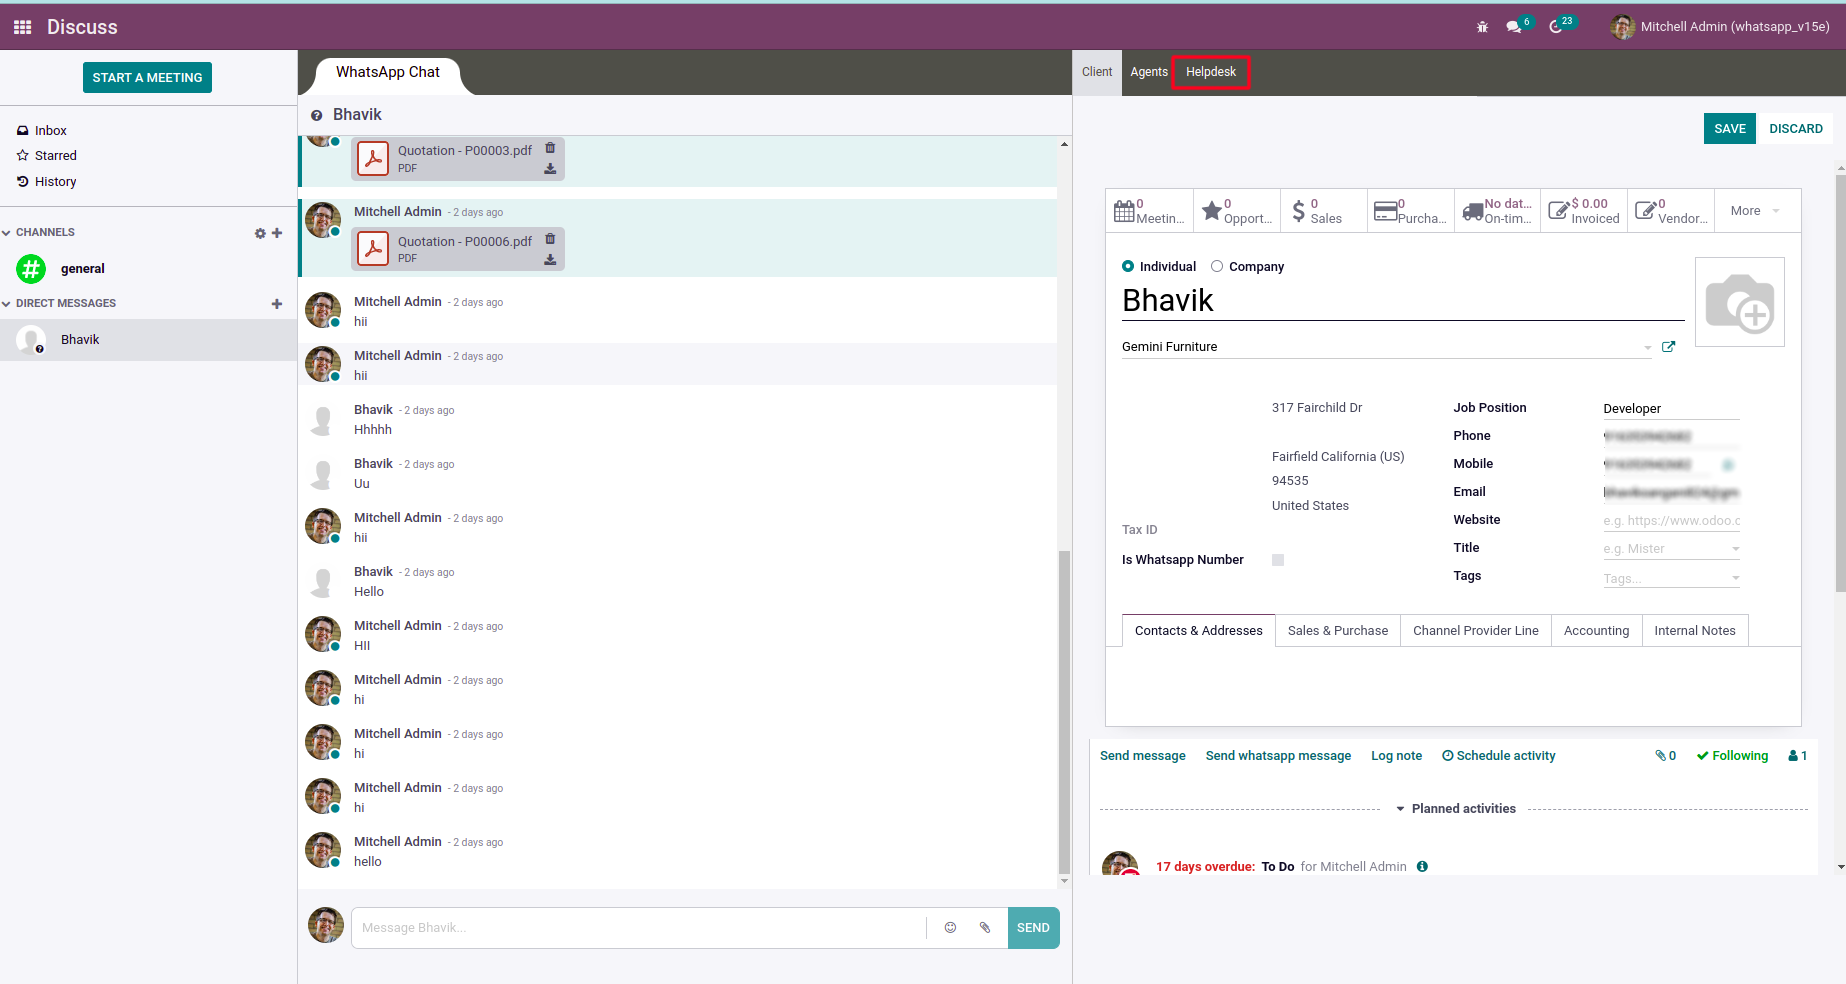 Discuss
6
23
Mitchell Admin (whatsapp_v15e)
START A MEETING
Inbox
Starred
History
CHANNELS
general
DIRECT MESSAGES
Bhavik
WhatsApp Chat
Bhavik
Quotation - P00003.pdf
PDF
Mitchell Admin - 2 days ago
Quotation - P00006.pdf
PDF
Mitchell Admin - 2 days ago
hii
Mitchell Admin - 2 days ago
hii
Bhavik - 2 days ago
Hhhhh
Bhavik - 2 days ago
Uu
Mitchell Admin - 2 days ago
hii
Bhavik - 2 days ago
Hello
Mitchell Admin - 2 days ago
HII
Mitchell Admin - 2 days ago
hi
Mitchell Admin - 2 days ago
hi
Mitchell Admin - 2 days ago
hi
Mitchell Admin - 2 days ago
hello
Message Bhavik...
SEND
Client Agents Helpdesk
SAVE DISCARD
0 Meetin...
0 Opport...
0 Sales
0 Purcha...
No dat... On-tim...
$ 0.00 Invoiced
0 Vendor...
More
Individual Company
Bhavik
Gemini Furniture
317 Fairchild Dr
Fairfield California (US)
94535
United States
Tax ID
Is Whatsapp Number
Job Position Developer
Phone
Mobile
Email
Website e.g. https://www.odoo.c
Title e.g. Mister
Tags Tags...
Contacts & Addresses Sales & Purchase Channel Provider Line Accounting Internal Notes
Send message Send whatsapp message Log note Schedule activity 0 Following 1
Planned activities
17 days overdue: To Do for Mitchell Admin